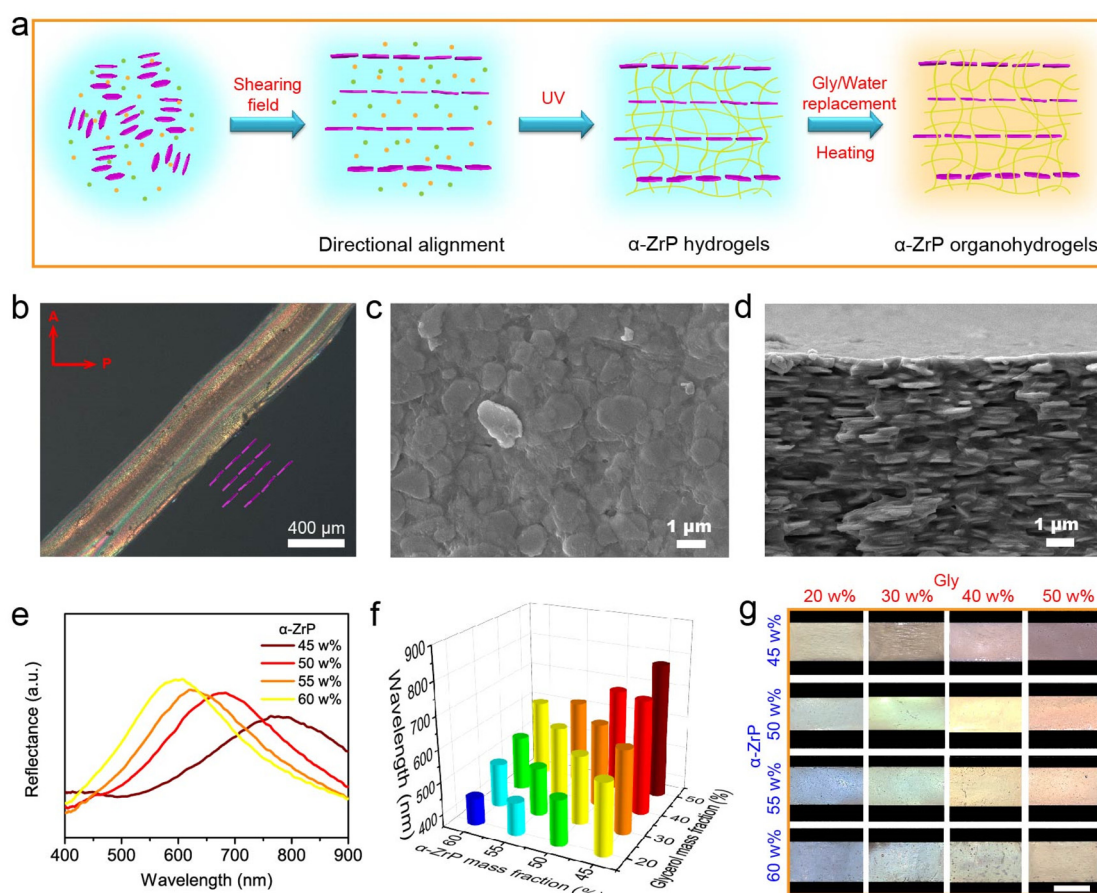 a
Shearing
field
UV
Gly/Water
replacement
Heating
Directional alignment
α-ZrP hydrogels
α-ZrP organohydrogels
b
A
P
400 μm
c
1 μm
d
1 μm
e
α-ZrP
45 w%
50 w%
55 w%
60 w%
Reflectance (a.u.)
400 500 600 700 800 900
Wavelength (nm)
f
900
800
700
600
500
400
Wavelength (nm)
60 55 50 45
α-ZrP mass fraction (%)
20 30 40 50
Glycerol mass fraction (%)
g
Gly
20 w% 30 w% 40 w% 50 w%
α-ZrP
45 w%
50 w%
55 w%
60 w%